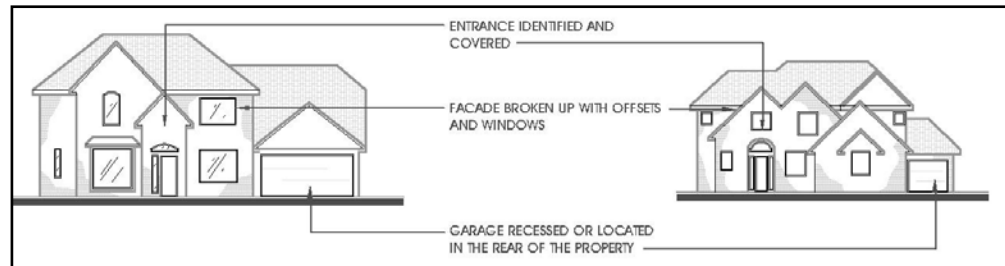 ENTRANCE IDENTIFIED AND
COVERED
FACADE BROKEN UP WITH OFFSETS
AND WINDOWS
GARAGE RECESSED OR LOCATED
IN THE REAR OF THE PROPERTY